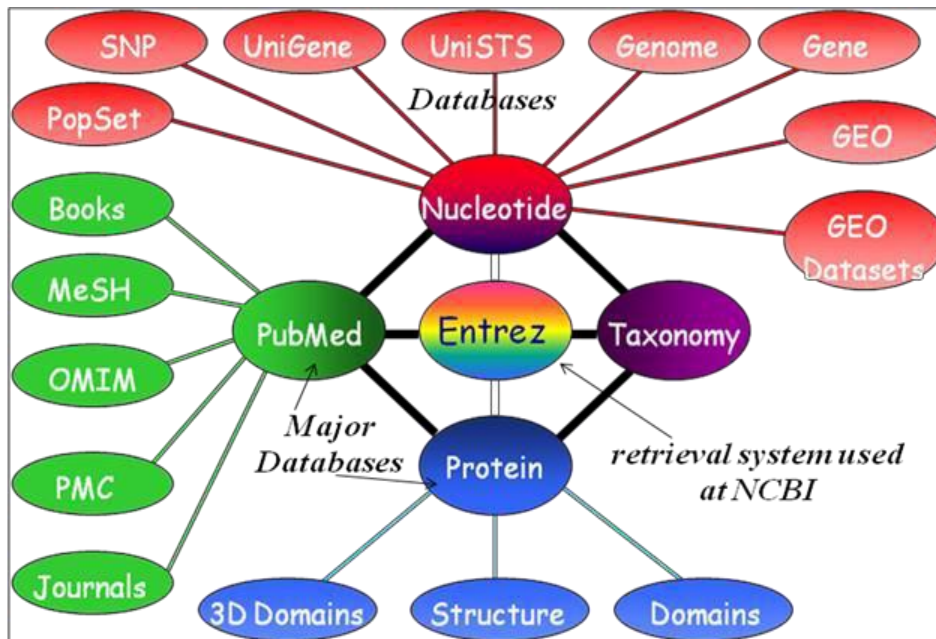 SNP
UniGene
UniSTS
Genome
Gene
Databases
PopSet
GEO
Books
Nucleotide
GEO
Datasets
MeSH
PubMed
Entrez
Taxonomy
OMIM
Major
Databases
retrieval system used
at NCBI
Protein
PMC
Journals
3D Domains
Structure
Domains